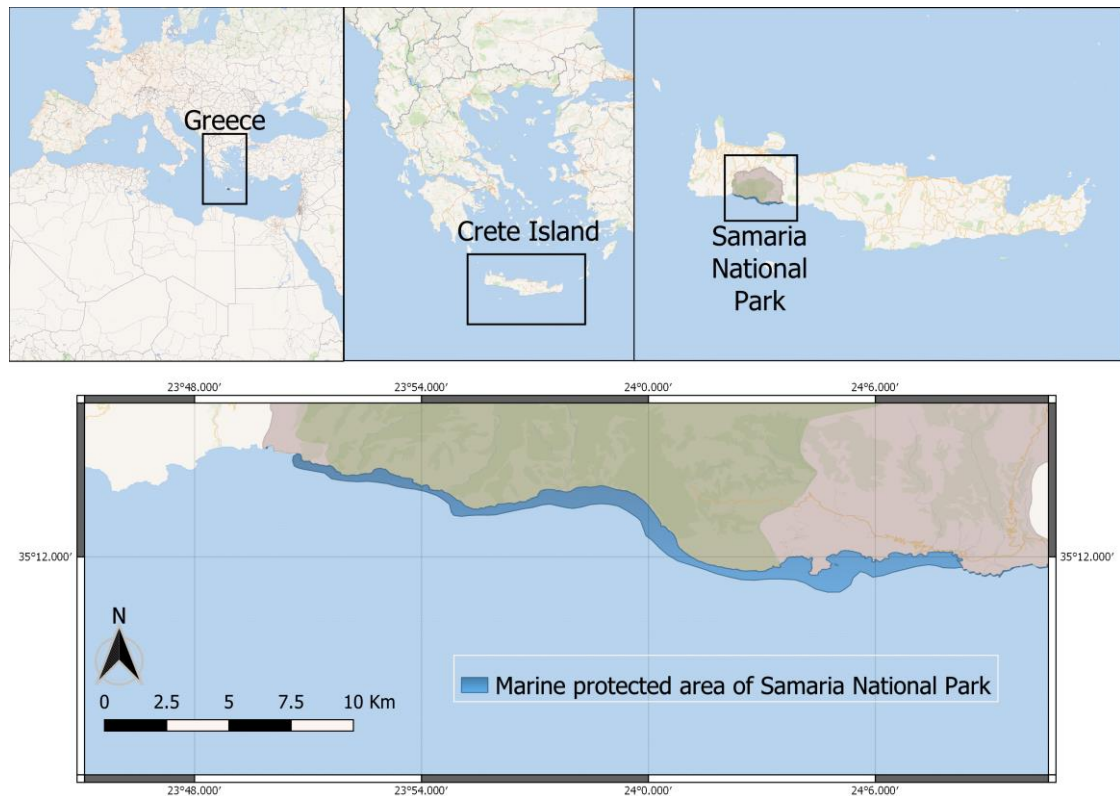 Greece
Crete Island
Samaria
National
Park
23°48.000′ 23°54.000′ 24°0.000′ 24°6.000′
35°12.000′ 35°12.000′
N
0 2.5 5 7.5 10 Km
Marine protected area of Samaria National Park
23°48.000′ 23°54.000′ 24°0.000′ 24°6.000′